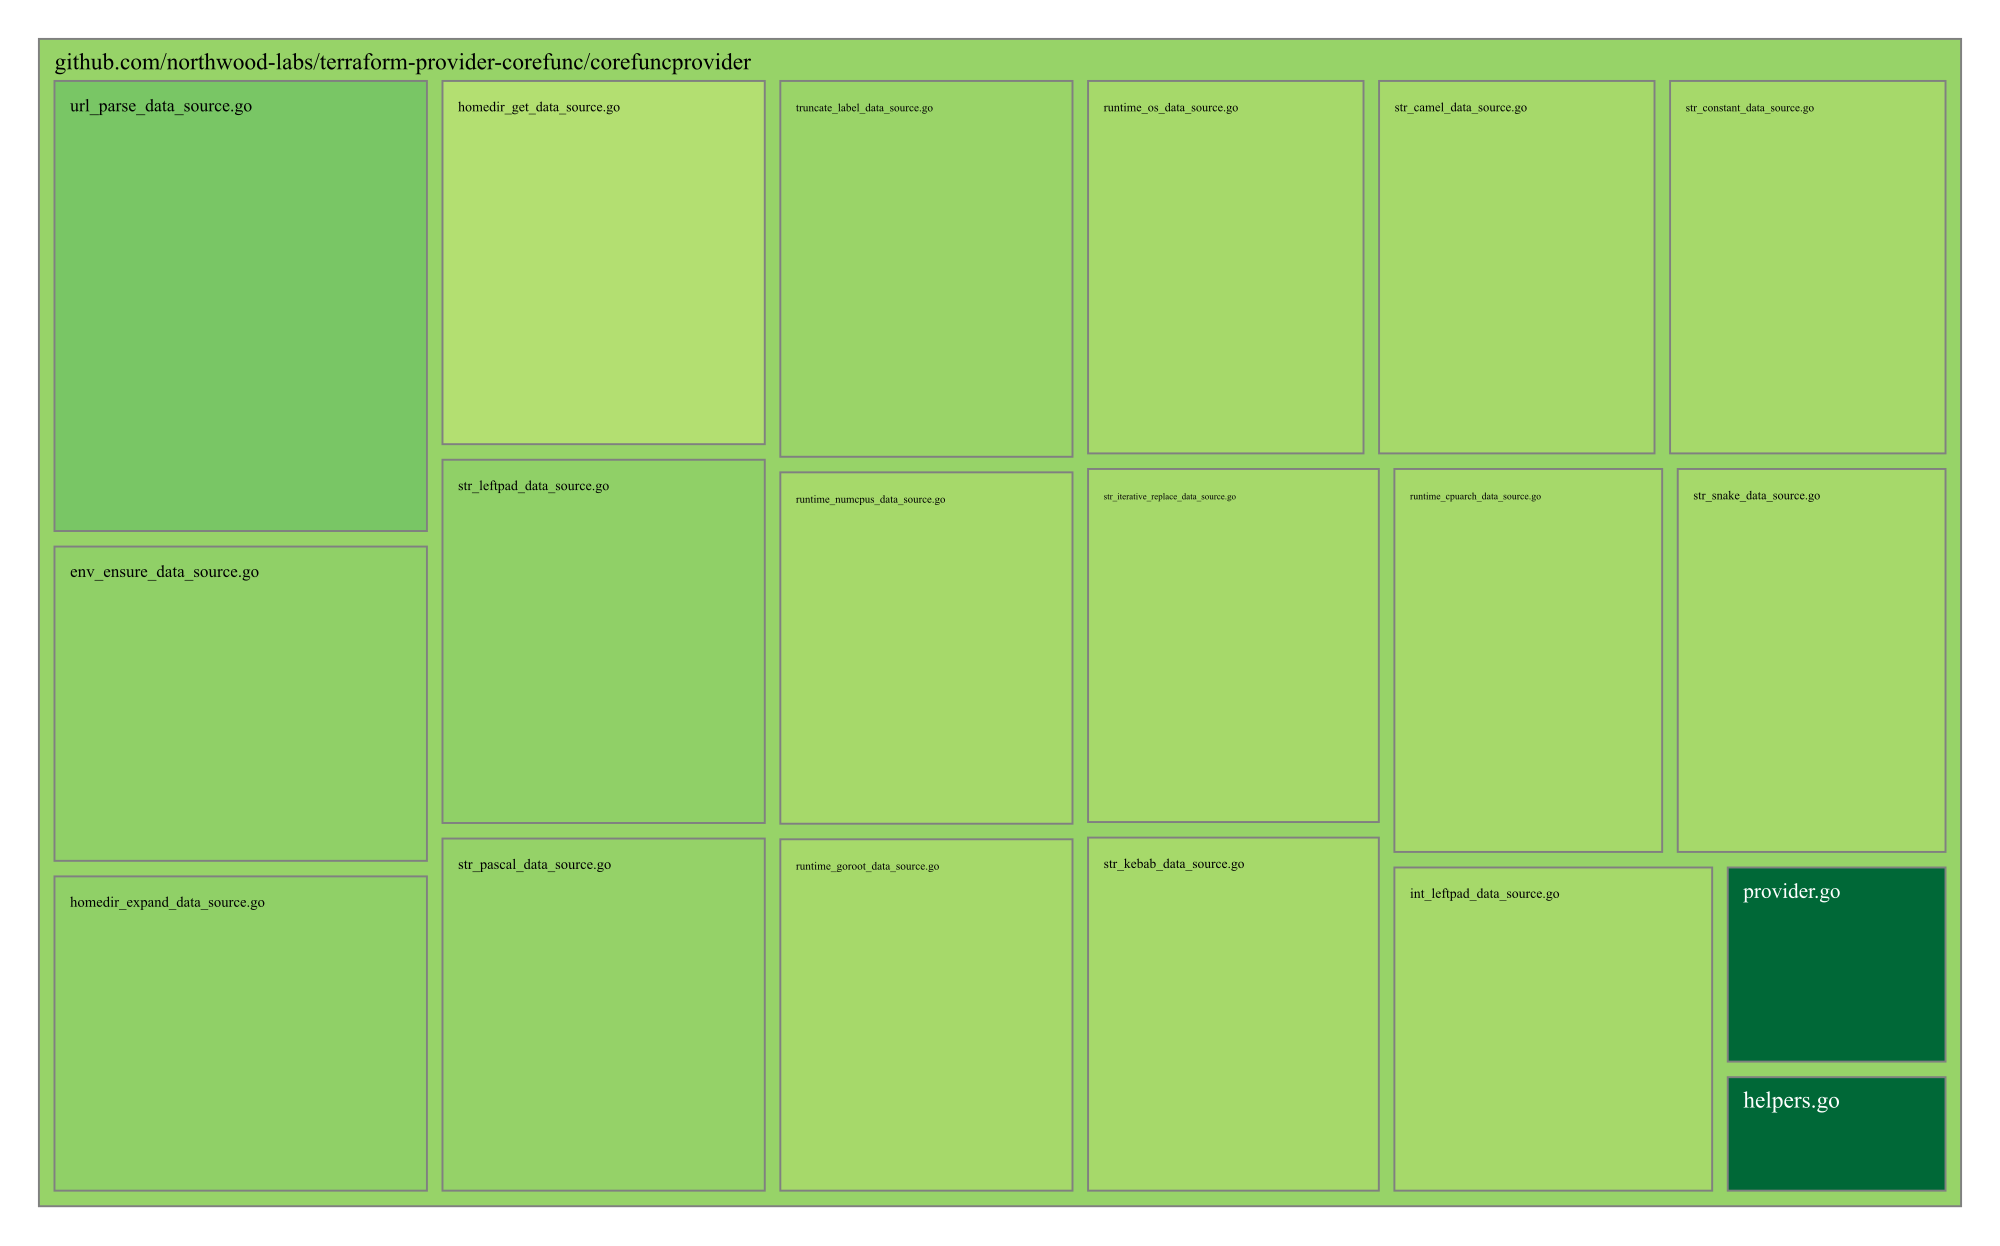 github.com/northwood-labs/terraform-provider-corefunc/corefuncprovider
url_parse_data_source.go
homedir_get_data_source.go
truncate_label_data_source.go
runtime_os_data_source.go
str_camel_data_source.go
str_constant_data_source.go
str_leftpad_data_source.go
runtime_numcpus_data_source.go
str_iterative_replace_data_source.go
runtime_cpuarch_data_source.go
str_snake_data_source.go
env_ensure_data_source.go
str_pascal_data_source.go
runtime_goroot_data_source.go
str_kebab_data_source.go
int_leftpad_data_source.go
provider.go
homedir_expand_data_source.go
helpers.go